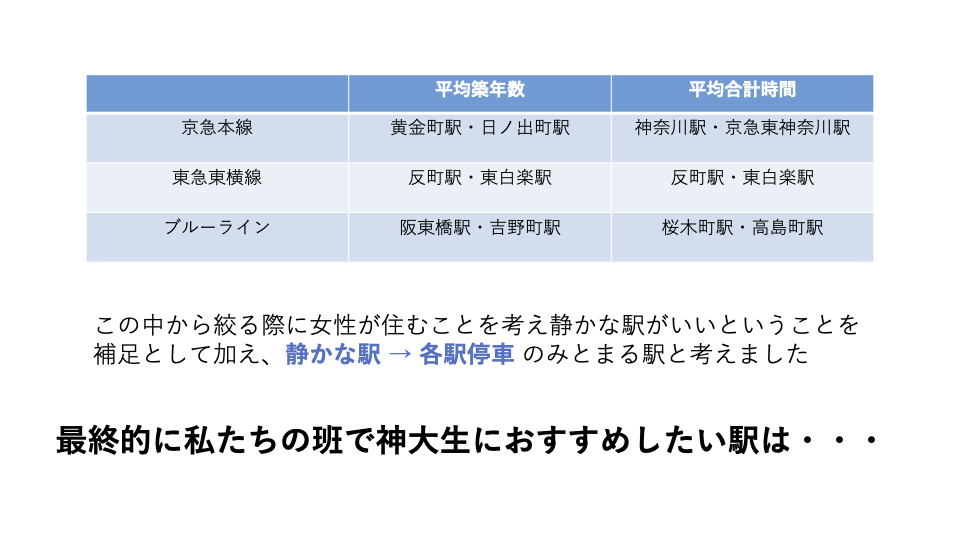 平均築年数 平均合計時間
京急本線 黄金町駅・日ノ出町駅 神奈川駅・京急東神奈川駅
東急東横線 反町駅・東白楽駅 反町駅・東白楽駅
ブルーライン 阪東橋駅・吉野町駅 桜木町駅・高島町駅
この中から絞る際に女性が住むことを考え静かな駅がいいということを
補足として加え、静かな駅 → 各駅停車 のみとまる駅と考えました
最終的に私たちの班で神大生におすすめしたい駅は・・・